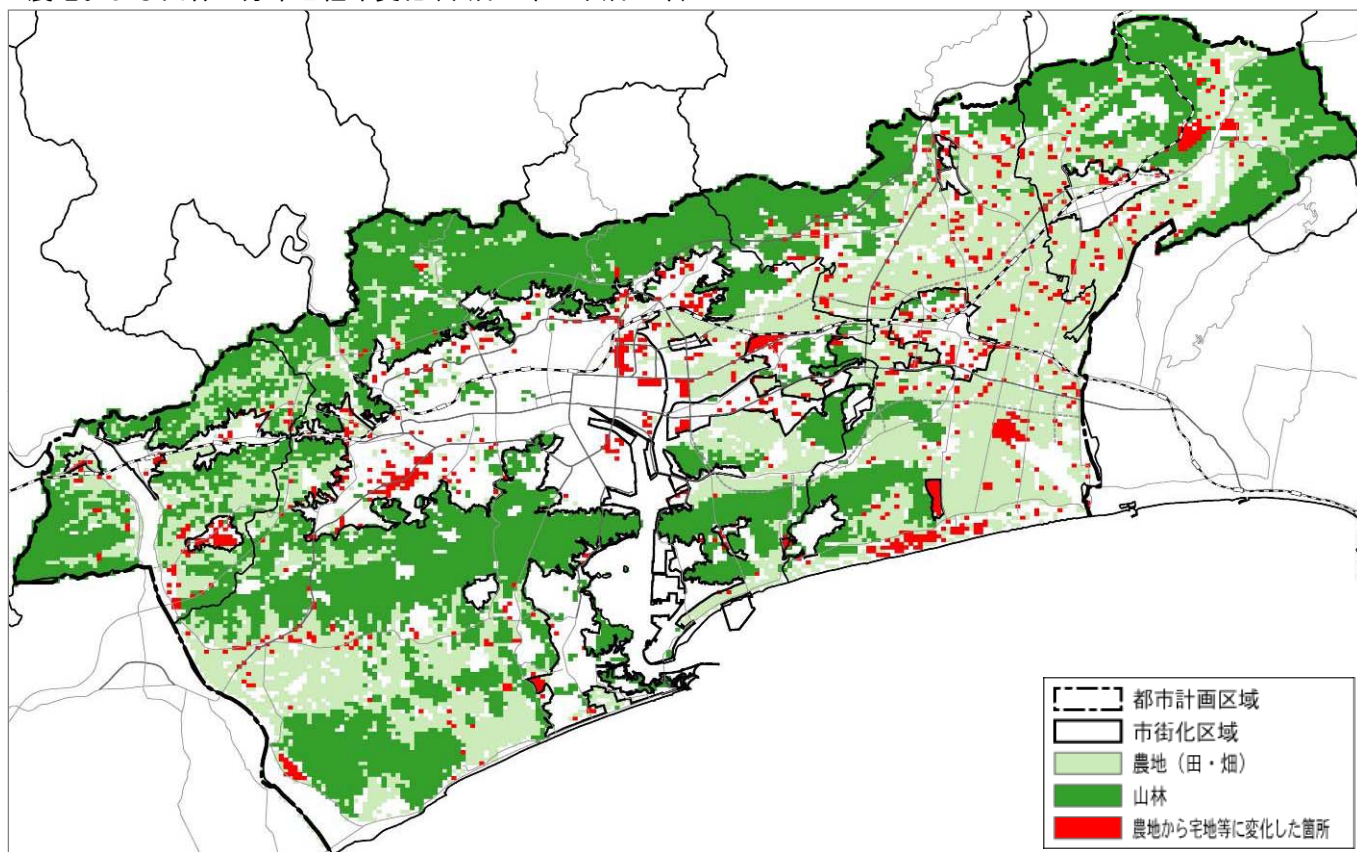 都市計画区域
市街化区域
農地（田・畑）
山林
農地から宅地等に変化した箇所